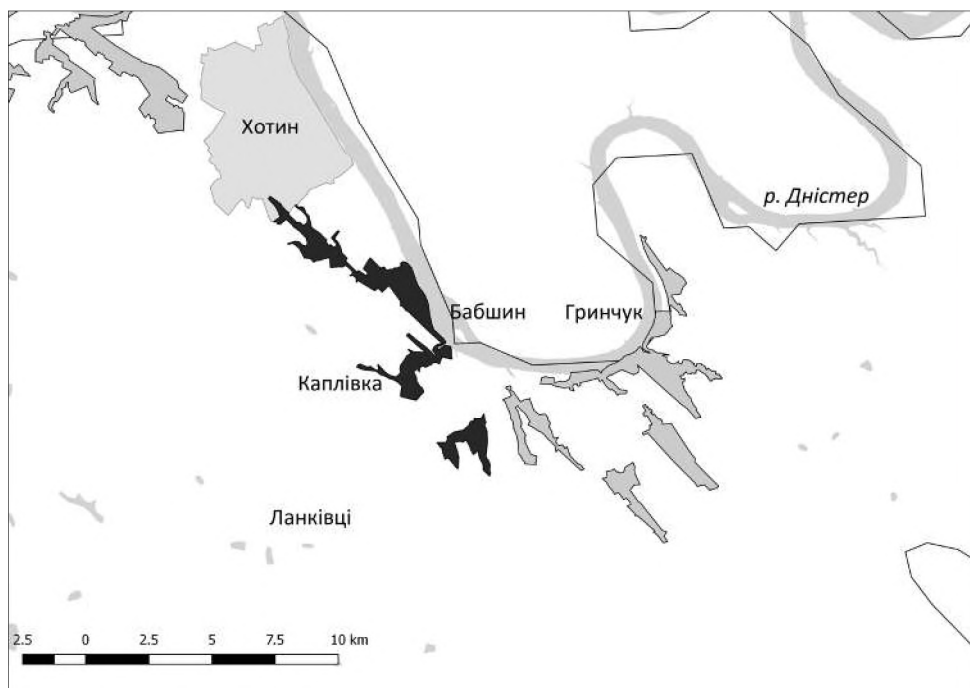 Хотин
р. Дністер
Бабшин
Гринчук
Каплівка
Ланківці
2.5 0 2.5 5 7.5 10 km